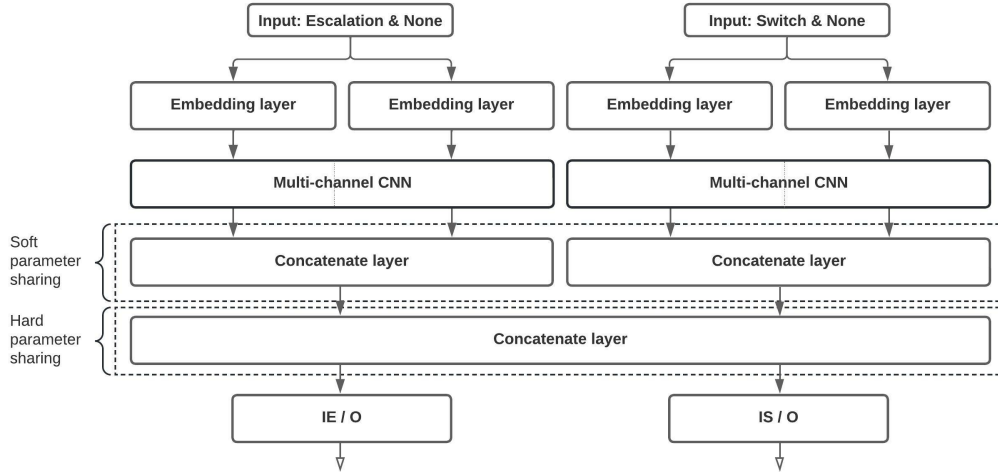 Input: Escalation & None
Input: Switch & None
Embedding layer
Embedding layer
Embedding layer
Embedding layer
Multi-channel CNN
Multi-channel CNN
Soft
parameter
sharing
Concatenate layer
Concatenate layer
Hard
parameter
sharing
Concatenate layer
IE / O
IS / O